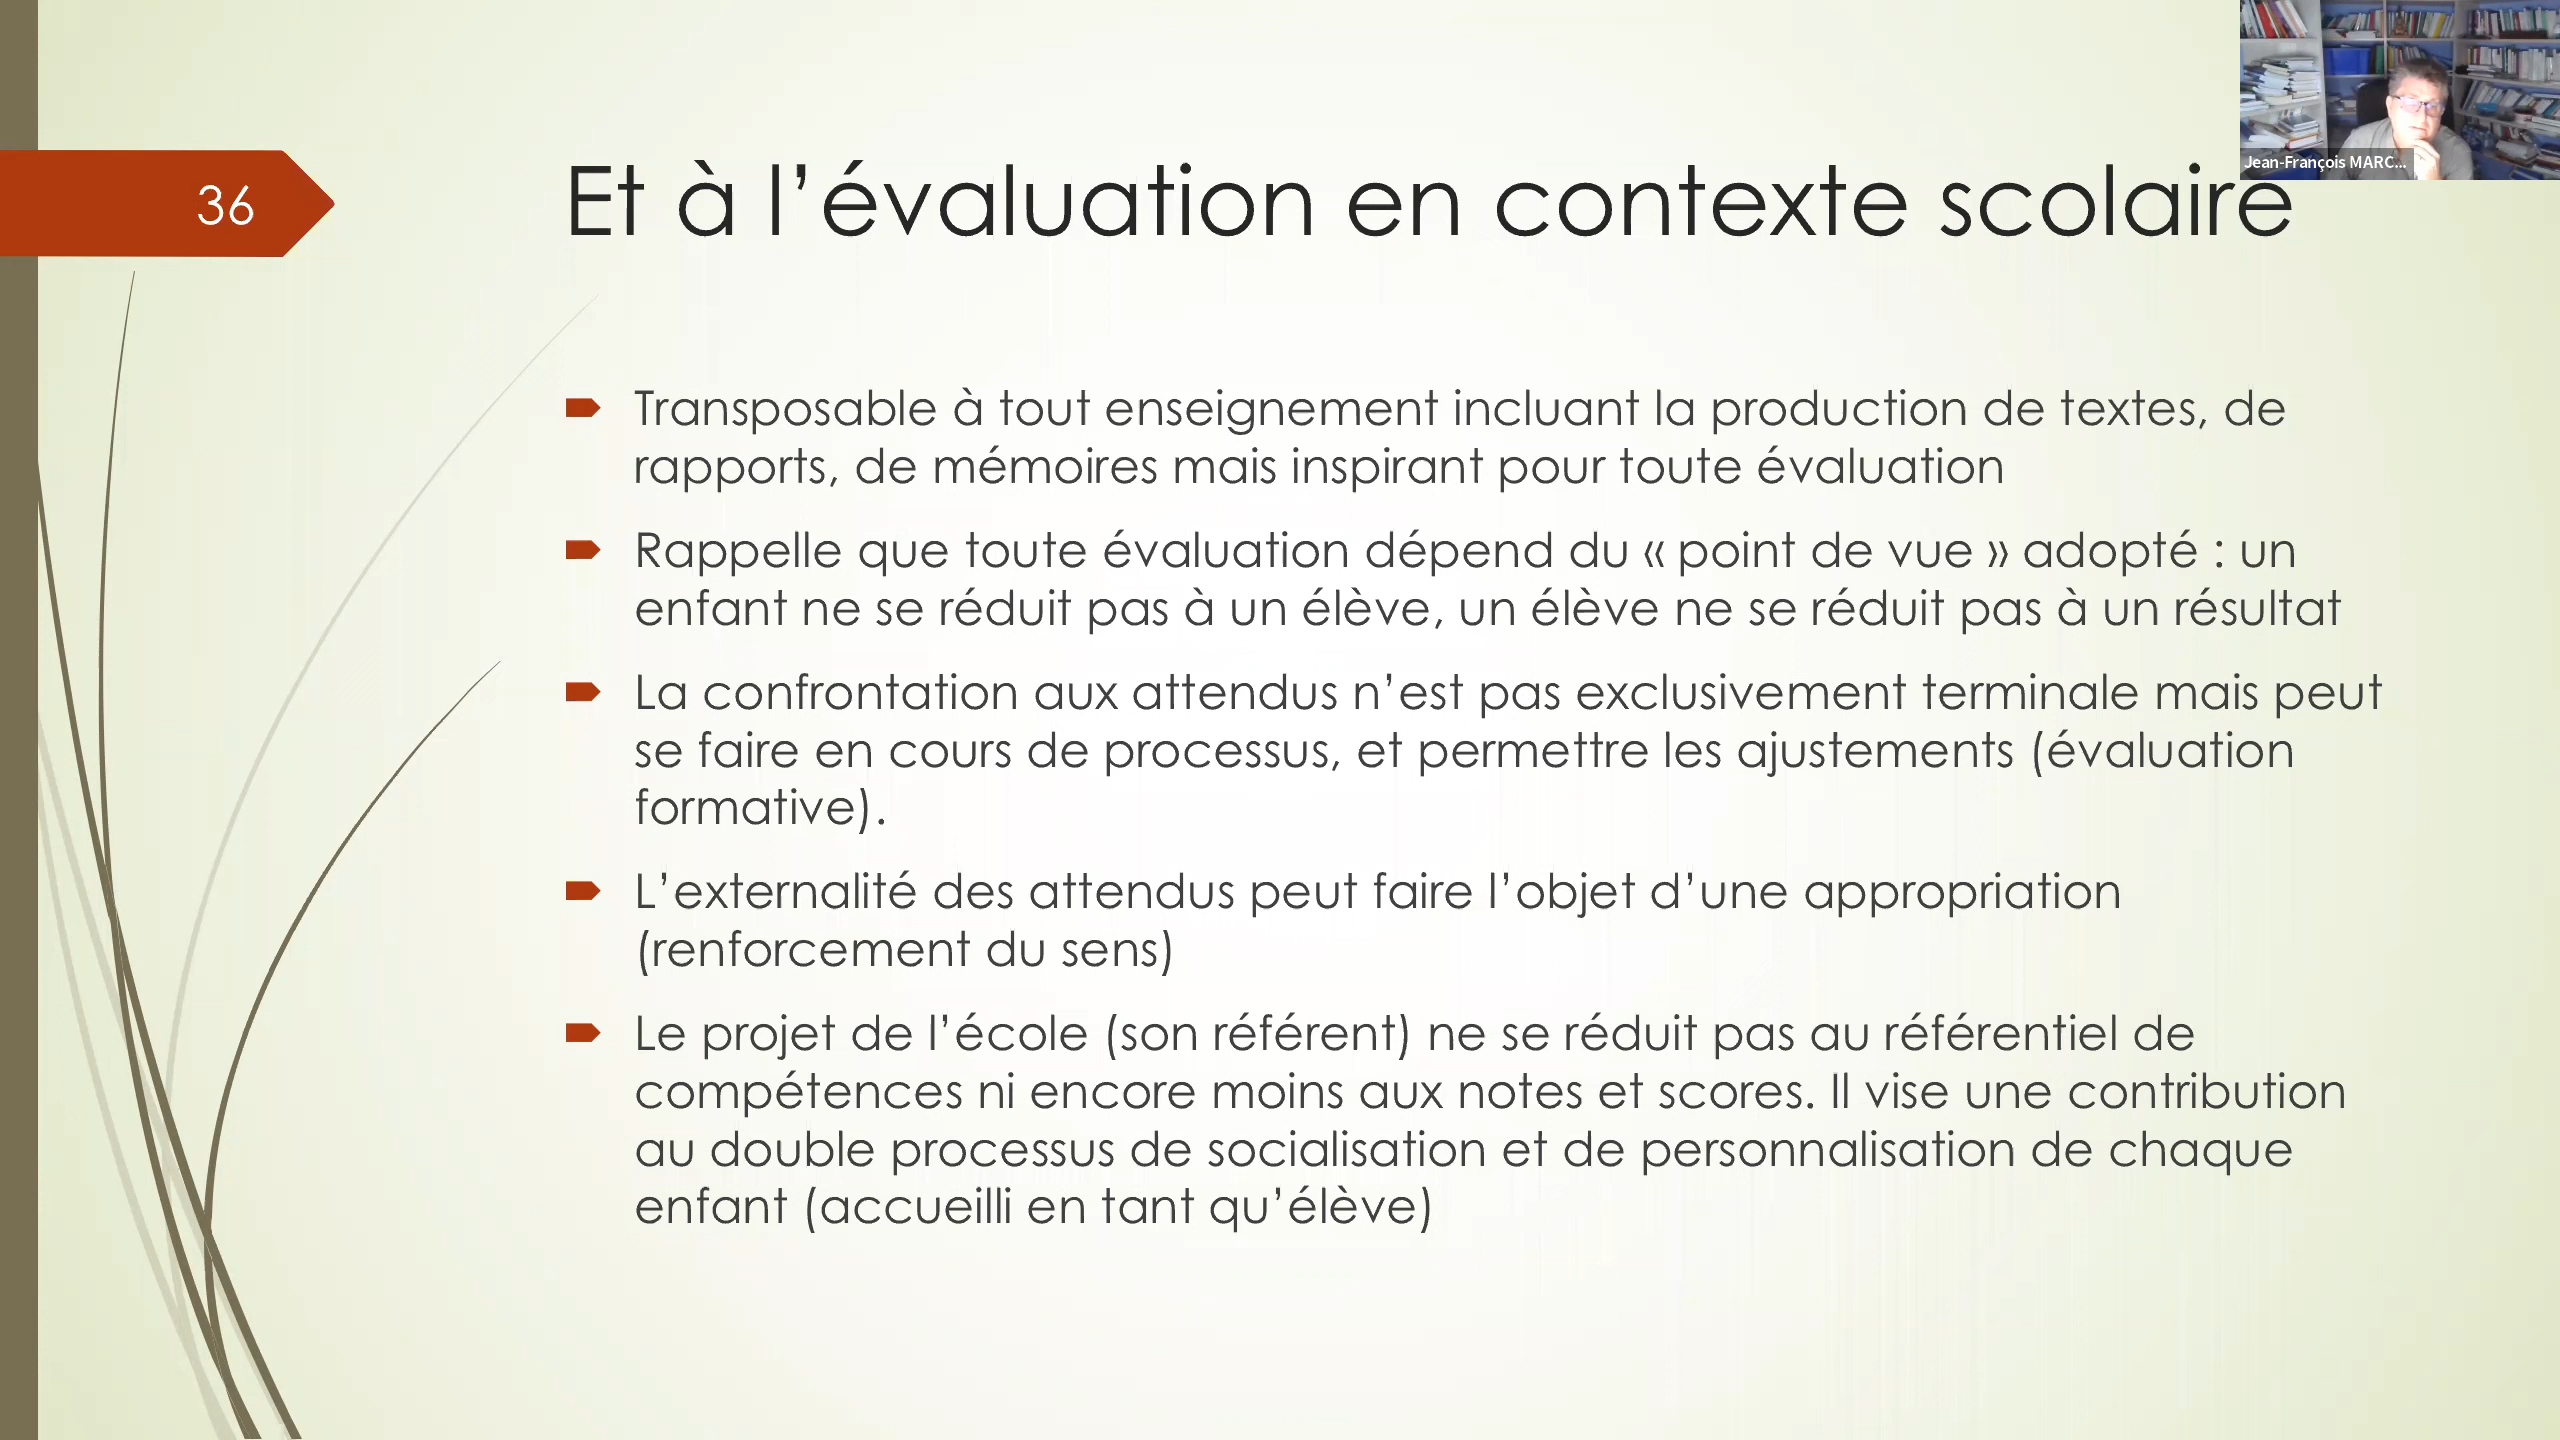 Jean-François MARC...
36
Et à l’évaluation en contexte scolaire
Transposable à tout enseignement incluant la production de textes, de
rapports, de mémoires mais inspirant pour toute évaluation
Rappelle que toute évaluation dépend du « point de vue » adopté : un
enfant ne se réduit pas à un élève, un élève ne se réduit pas à un résultat
La confrontation aux attendus n’est pas exclusivement terminale mais peut
se faire en cours de processus, et permettre les ajustements (évaluation
formative).
L’externalité des attendus peut faire l’objet d’une appropriation
(renforcement du sens)
Le projet de l’école (son référent) ne se réduit pas au référentiel de
compétences ni encore moins aux notes et scores. Il vise une contribution
au double processus de socialisation et de personnalisation de chaque
enfant (accueilli en tant qu’élève)